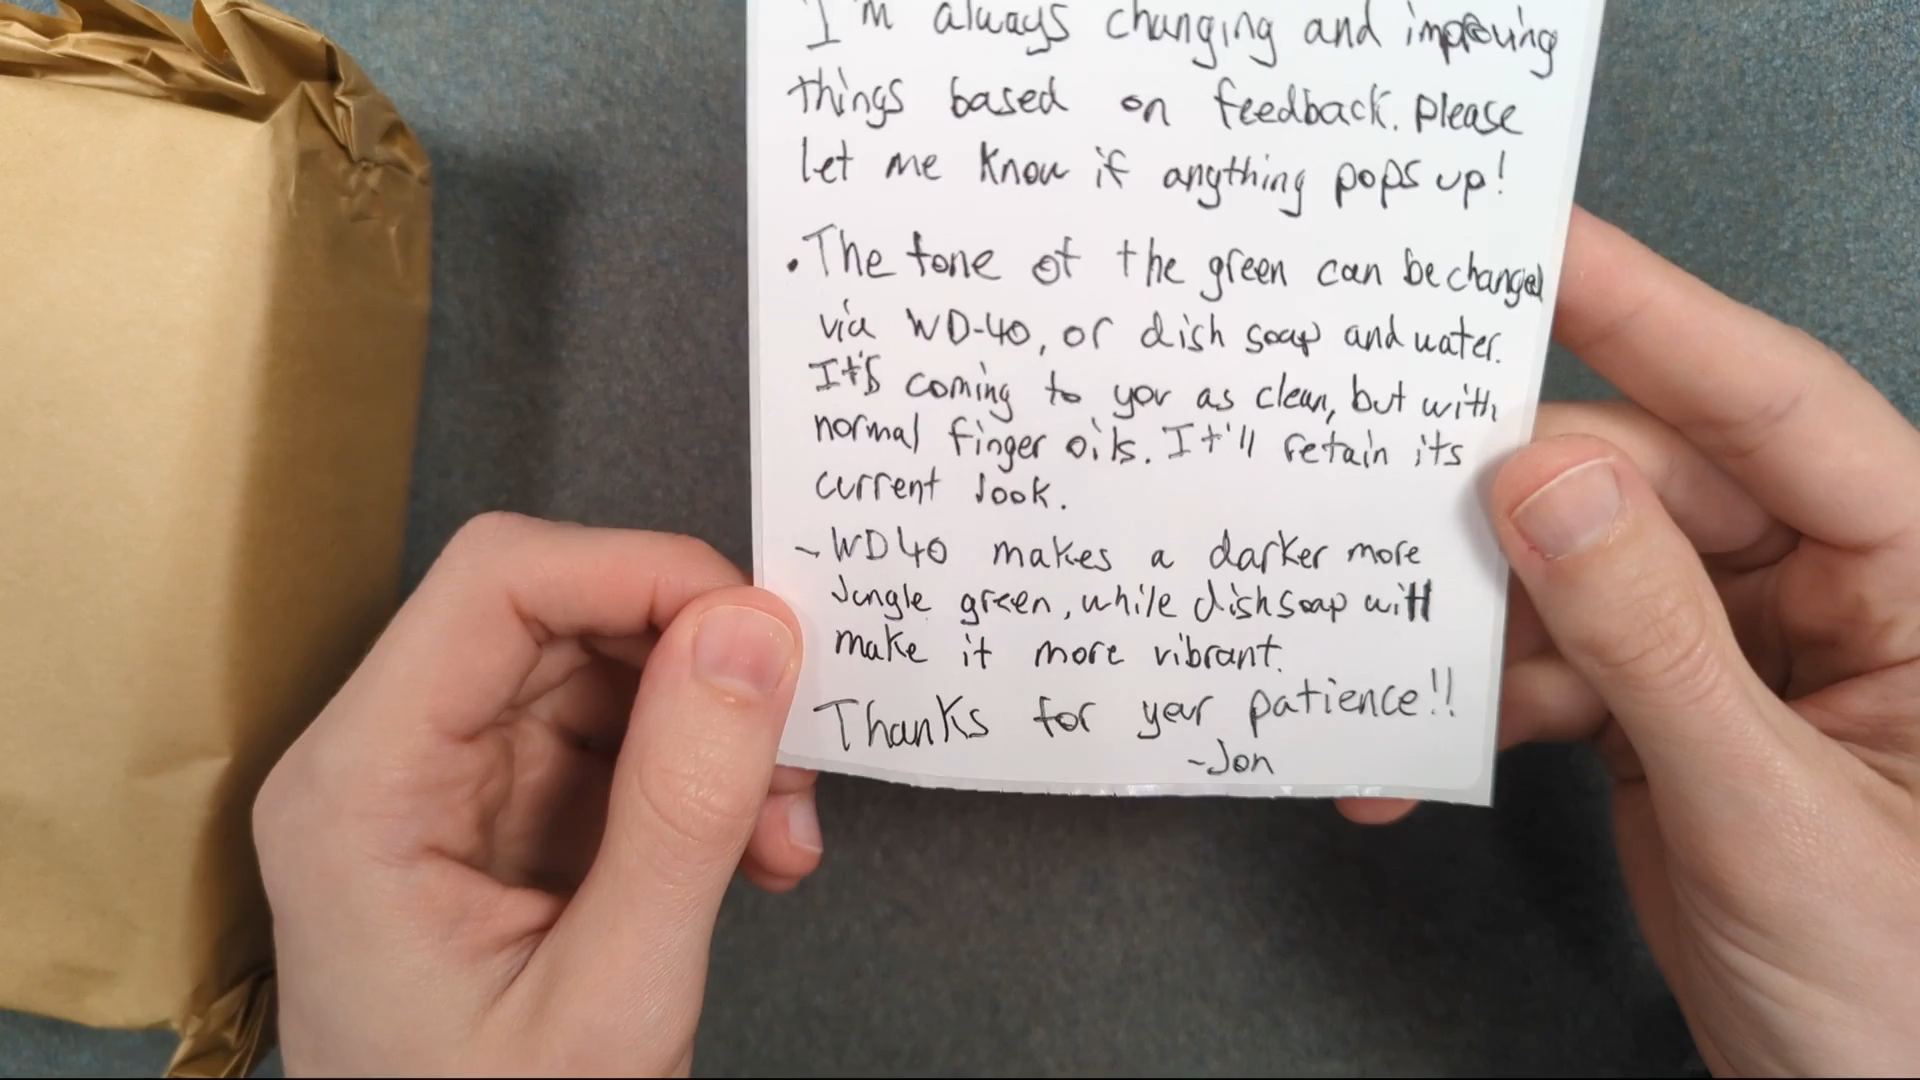 I'm always changing and improving
things based on feedback. Please
let me know if anything pops up!
• The tone of the green can be changed
via WD-40, or dish soap and water.
It's coming to you as clean, but with
normal finger oils. It'll retain its
current look.
~ WD40 makes a darker more
Jungle green, while dish soap will
make it more vibrant.
Thanks for your patience!!
~Jon